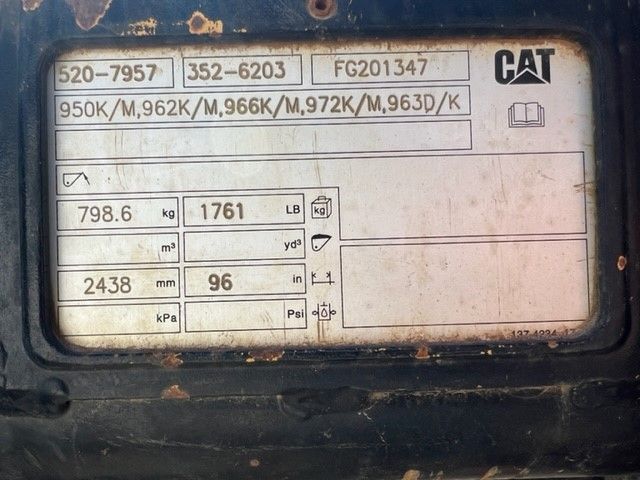 520-7957 352-6203 FG201347 CAT
950K/M,962K/M,966K/M,972K/M,963D/K
798.6 kg 1761 LB kg
m³ yd³
2438 mm 96 in
kPa Psi